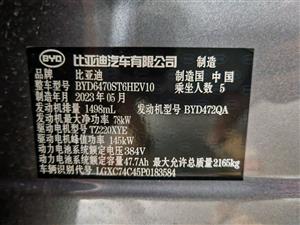 BYD 比亚迪汽车有限公司 制造
品牌 比亚迪 制造国 中国
整车型号 BYD6470ST6HEV10 乘坐人数 5
制造年月 2023年05月
发动机排量 1498mL 发动机型号 BYD472QA
发动机最大净功率 78kW
驱动电机型号 TZ220XYE
驱动电机峰值功率 145kW
动力电池系统额定电压 384V
动力电池系统额定容量 47.7Ah 最大允许总质量 2165kg
车辆识别代号 LGXC74C45P0183584